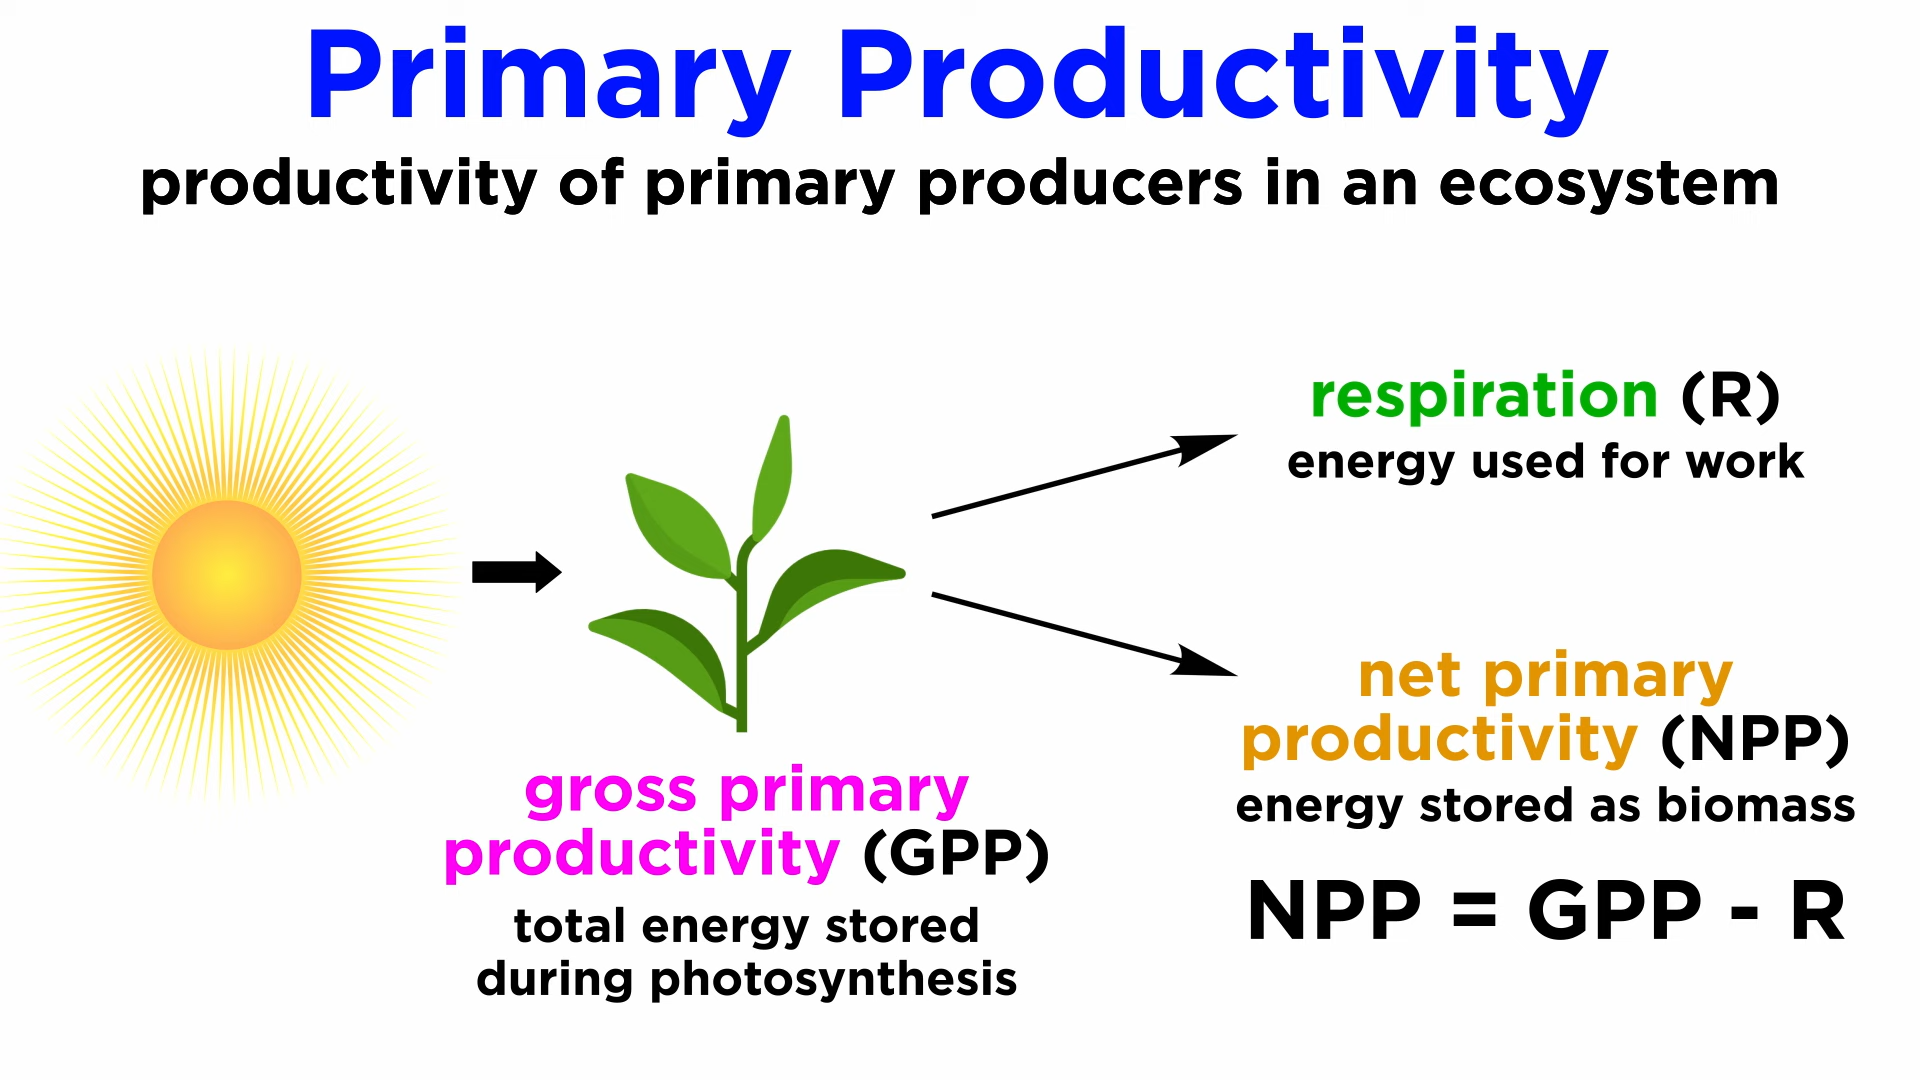 Primary Productivity
productivity of primary producers in an ecosystem
respiration (R)
energy used for work
net primary
productivity (NPP)
energy stored as biomass
NPP = GPP - R
gross primary
productivity (GPP)
total energy stored
during photosynthesis